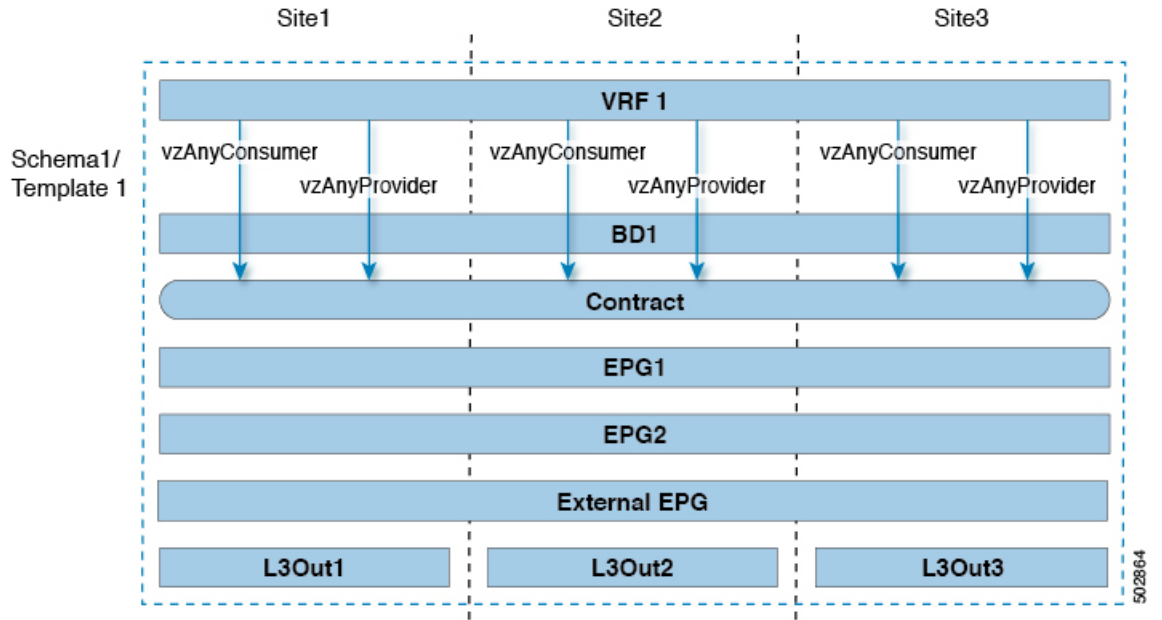 Site1 Site2 Site3
VRF 1
Schema1/
Template 1
vzAnyConsumer vzAnyConsumer vzAnyConsumer
vzAnyProvider vzAnyProvider vzAnyProvider
BD1
Contract
EPG1
EPG2
External EPG
L3Out1 L3Out2 L3Out3
502864